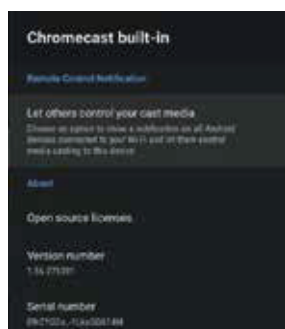 Chromecast built-in
Remote Control Notification
Let others control your cast media
Choose an option to show a notification on all Android
devices connected to your Wi-Fi and let them control
media casting to this device
About
Open source licenses
Version number
Serial number